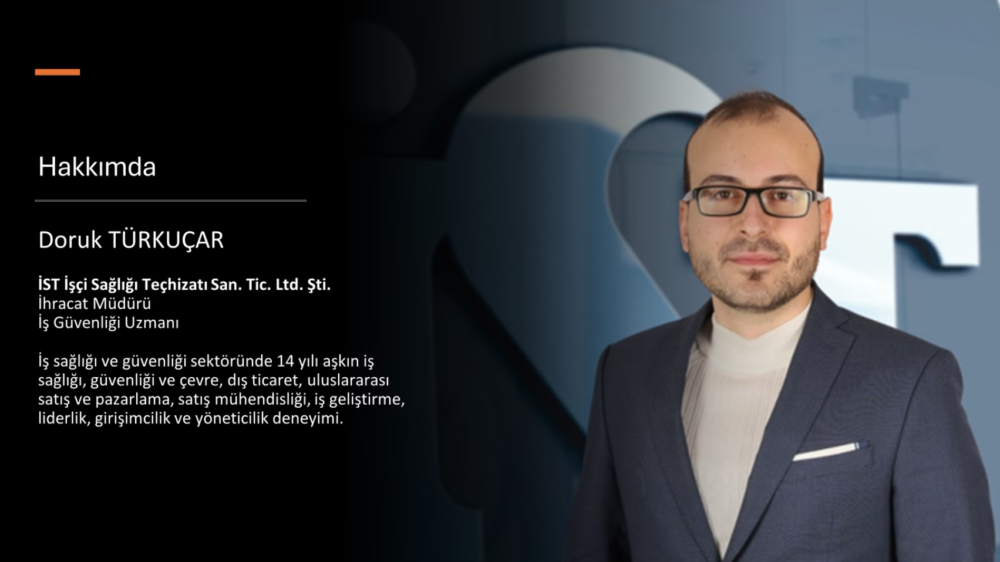 Hakkımda
Doruk TÜRKUÇAR
İST İşçi Sağlığı Teçhizatı San. Tic. Ltd. Şti.
İhracat Müdürü
İş Güvenliği Uzmanı
İş sağlığı ve güvenliği sektöründe 14 yılı aşkın iş
sağlığı, güvenliği ve çevre, dış ticaret, uluslararası
satış ve pazarlama, satış mühendisliği, iş geliştirme,
liderlik, girişimcilik ve yöneticilik deneyimi.